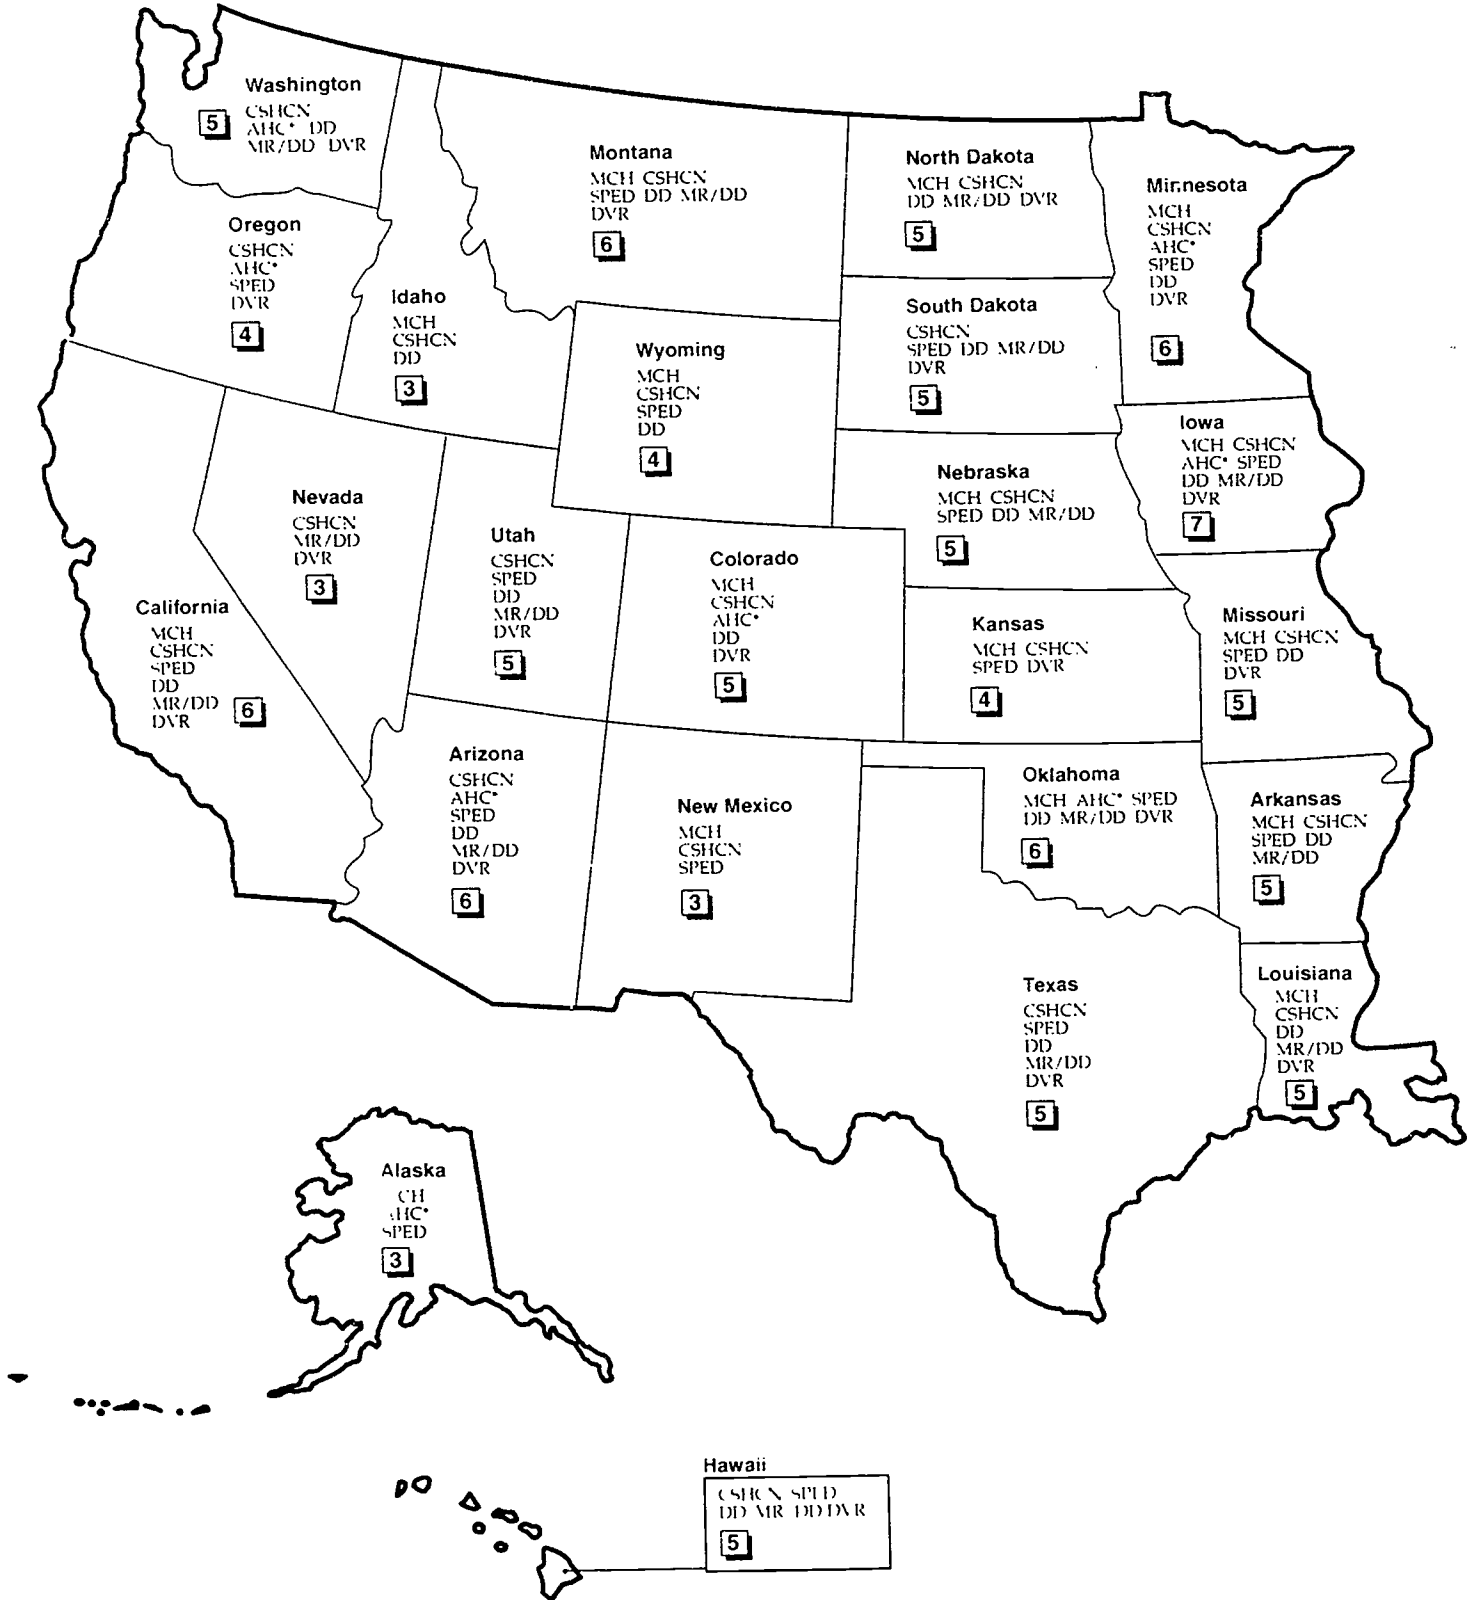 Washington
CSHCN
AHC* DD
MR/DD DVR
5
Oregon
CSHCN
AHC*
SPED
DVR
4
Idaho
MCH
CSHCN
DD
3
Montana
MCH CSHCN
SPED DD MR/DD
DVR
6
North Dakota
MCH CSHCN
DD MR/DD DVR
5
Minnesota
MCH
CSHCN
AHC*
SPED
DD
DVR
6
South Dakota
CSHCN
SPED DD MR/DD
DVR
5
Wyoming
MCH
CSHCN
SPED
DD
4
Iowa
MCH CSHCN
AHC* SPED
DD MR/DD
DVR
7
Nebraska
MCH CSHCN
SPED DD MR/DD
5
Nevada
CSHCN
MR/DD
DVR
3
Utah
CSHCN
SPED
DD
MR/DD
DVR
5
Colorado
MCH
CSHCN
AHC*
DD
DVR
5
California
MCH
CSHCN
SPED
DD
MR/DD
DVR
6
Kansas
MCH CSHCN
SPED DVR
4
Missouri
MCH CSHCN
SPED DD
DVR
5
Arizona
CSHCN
AHC*
SPED
DD
MR/DD
DVR
6
New Mexico
MCH
CSHCN
SPED
3
Oklahoma
MCH AHC* SPED
DD MR/DD DVR
6
Arkansas
MCH CSHCN
SPED DD
MR/DD
5
Texas
CSHCN
SPED
DD
MR/DD
DVR
5
Louisiana
MCH
CSHCN
DD
MR/DD
DVR
5
Alaska
CH
AHC*
SPED
3
Hawaii
CSHCN SPED
DD MR DD DVR
5